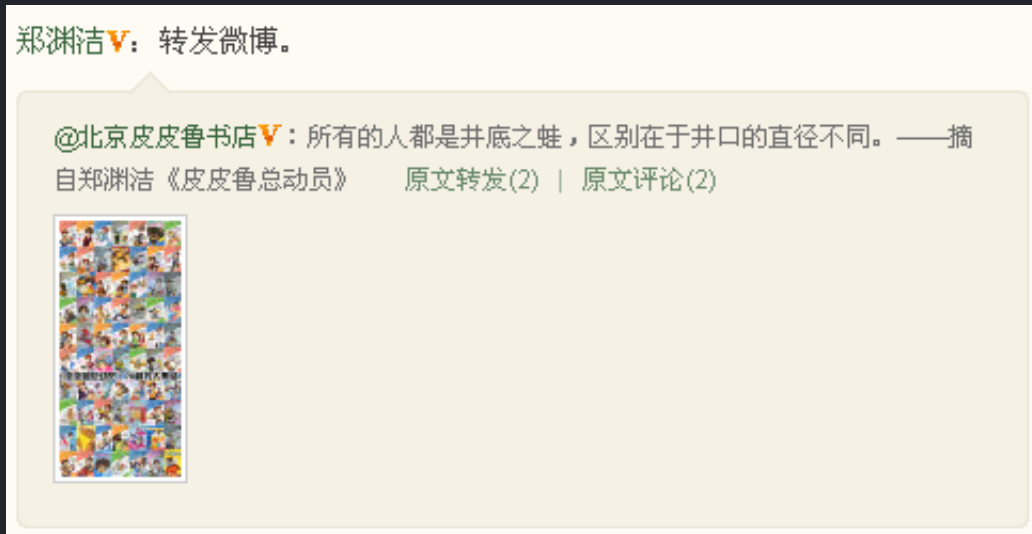 郑渊洁V：转发微博。
@北京皮皮鲁书店V：所有的人都是井底之蛙，区别在于井口的直径不同。——摘
自郑渊洁《皮皮鲁总动员》 原文转发(2) | 原文评论(2)